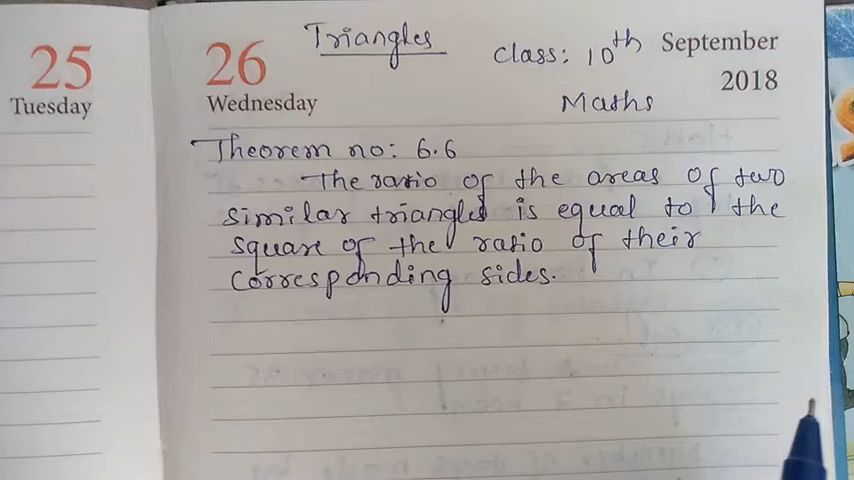 25
Tuesday
26
Wednesday
Triangles
Class: 10th
Maths
September
2018
Theorem no: 6.6
The ratio of the areas of two
similar triangles is equal to the
square of the ratio of their
corresponding sides.